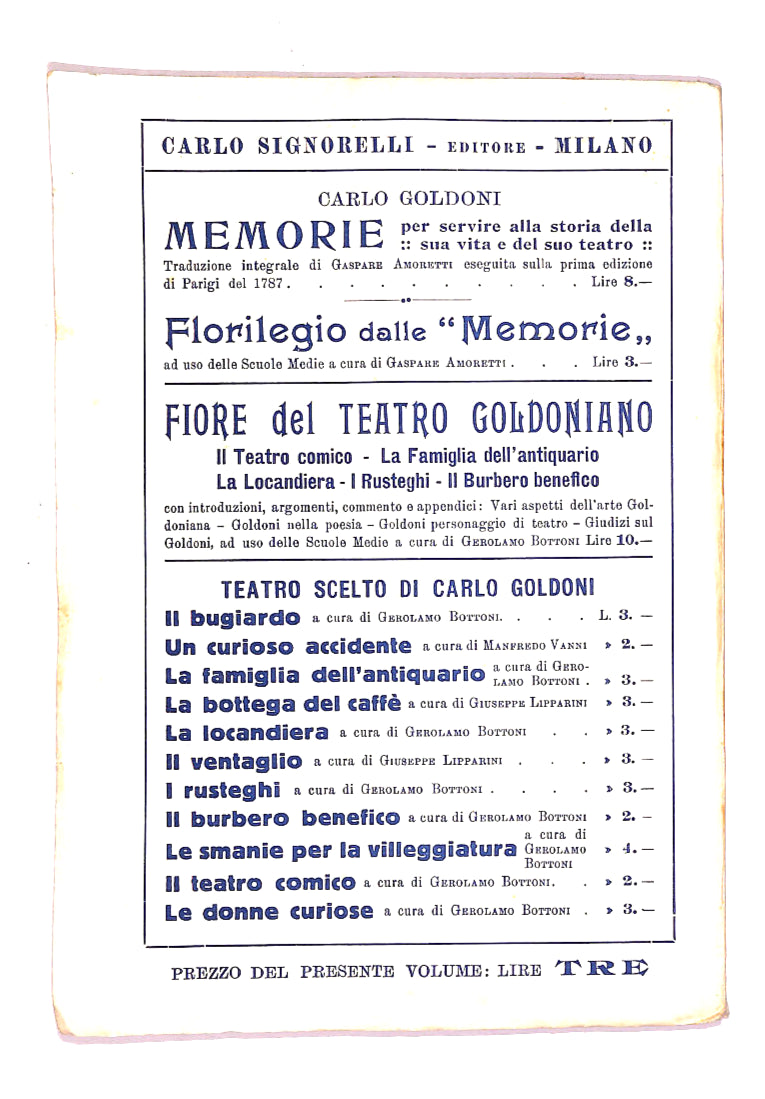 CARLO SIGNORELLI - EDITORE - MILANO
CARLO GOLDONI
MEMORIE per servire alla storia della
:: sua vita e del suo teatro ::
Traduzione integrale di GASPARE AMORETTI eseguita sulla prima edizione
di Parigi del 1787 . . . . . . . . . . Lire 8.—
Florilegio dalle “Memorie„
ad uso delle Scuole Medie a cura di GASPARE AMORETTI . . . Lire 3.—
FIORE del TEATRO GOLDONIANO
Il Teatro comico - La Famiglia dell'antiquario
La Locandiera - I Rusteghi - Il Burbero benefico
con introduzioni, argomenti, commento e appendici: Vari aspetti dell'arte Gol-
doniana – Goldoni nella poesia – Goldoni personaggio di teatro – Giudizi sul
Goldoni, ad uso delle Scuole Medie a cura di GEROLAMO BOTTONI Lire 10.—
TEATRO SCELTO DI CARLO GOLDONI
Il bugiardo a cura di GEROLAMO BOTTONI. . . . L. 3. —
Un curioso accidente a cura di MANFREDO VANNI » 2. —
La famiglia dell'antiquario a cura di GERO-
LAMO BOTTONI . » 3. —
La bottega del caffè a cura di GIUSEPPE LIPPARINI » 3. —
La locandiera a cura di GEROLAMO BOTTONI . . » 3. —
Il ventaglio a cura di GIUSEPPE LIPPARINI . . . » 3. —
I rusteghi a cura di GEROLAMO BOTTONI . . . . » 3. —
Il burbero benefico a cura di GEROLAMO BOTTONI » 2. –
Le smanie per la villeggiatura a cura di
GEROLAMO
BOTTONI » 4. —
Il teatro comico a cura di GEROLAMO BOTTONI. . » 2. —
Le donne curiose a cura di GEROLAMO BOTTONI . » 3. —
PREZZO DEL PRESENTE VOLUME: LIRE TRE